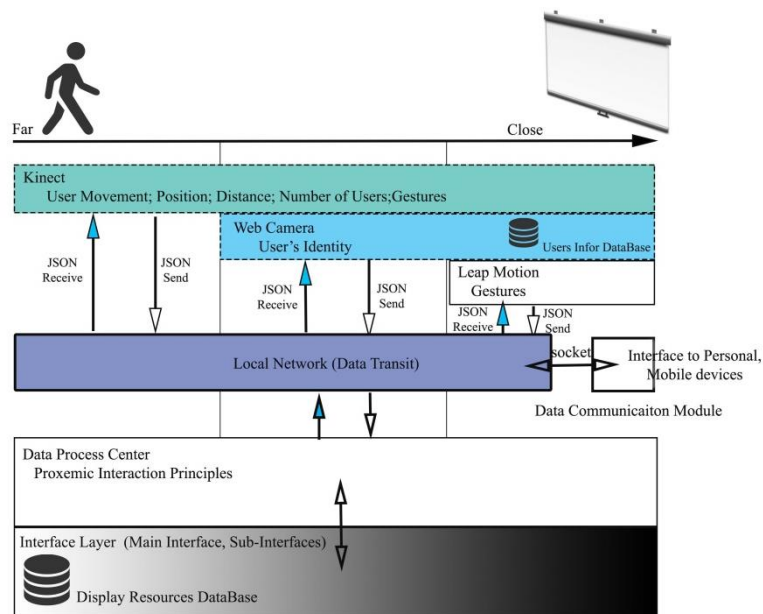 Far
Close
Kinect
User Movement; Position; Distance; Number of Users;Gestures
Web Camera
User's Identity
Users Infor DataBase
JSON
Receive
JSON
Send
JSON
Receive
JSON
Send
Leap Motion
Gestures
JSON
Receive
JSON
Send
Local Network (Data Transit)
socket
Interface to Personal,
Mobile devices
Data Communicaiton Module
Data Process Center
Proxemic Interaction Principles
Interface Layer (Main Interface, Sub-Interfaces)
Display Resources DataBase